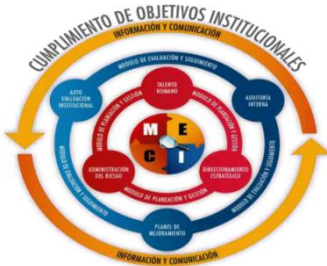 CUMPLIMIENTO DE OBJETIVOS INSTITUCIONALES
INFORMACIÓN Y COMUNICACIÓN
MODULO DE EVALUACIÓN Y SEGUIMIENTO
AUTO
EVALUACIÓN
INSTITUCIONAL
TALENTO
HUMANO
AUDITORÍA
INTERNA
MODULO DE PLANEACIÓN Y GESTIÓN
MODULO DE PLANEACIÓN Y GESTIÓN
M E
C I
ADMINISTRACIÓN
DEL RIESGO
DIRECCIONAMIENTO
ESTRATÉGICO
MODULO DE PLANEACIÓN Y GESTIÓN
MODULO DE EVALUACIÓN Y SEGUIMIENTO
MODULO DE EVALUACIÓN Y SEGUIMIENTO
PLANES DE
MEJORAMIENTO
INFORMACIÓN Y COMUNICACIÓN